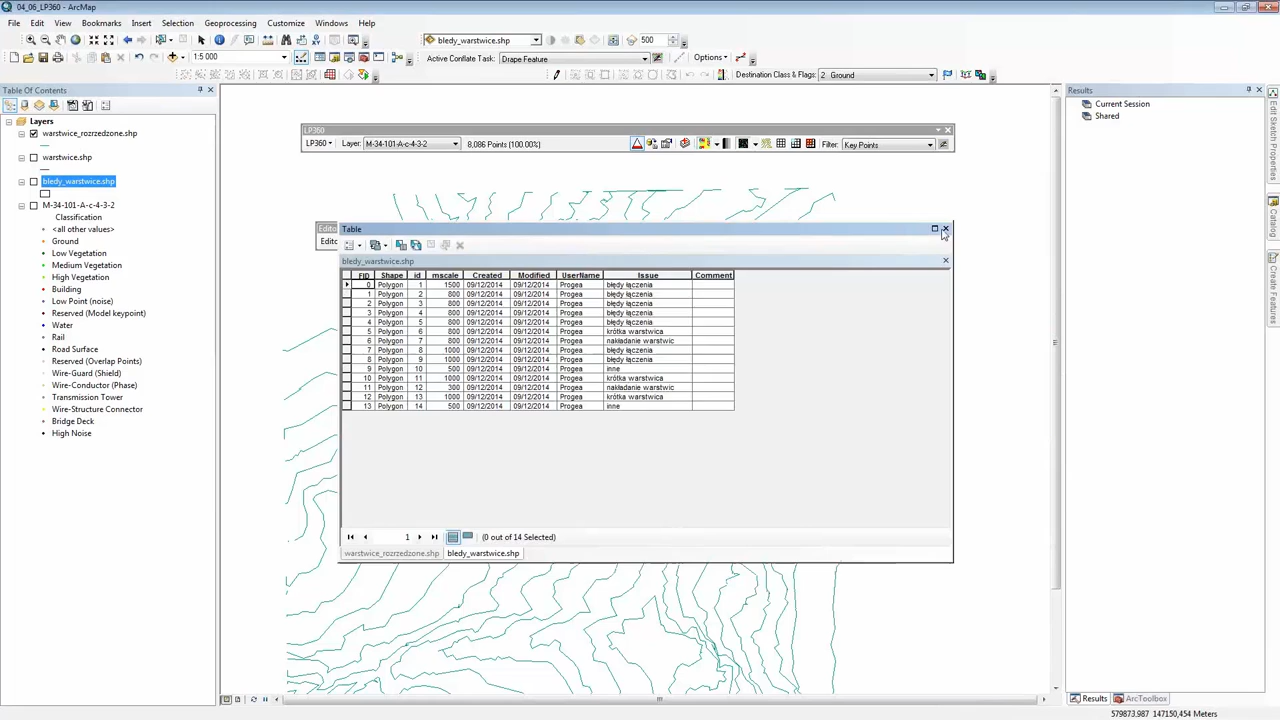 04_06_LP360 - ArcMap
File Edit View Bookmarks Insert Selection Geoprocessing Customize Windows Help
bledy_warstwice.shp 500
1:5 000 Active Conflate Task: Drape Feature Options
Destination Class & Flags: 2 Ground
Table Of Contents
Layers
warstwice_rozrzedzone.shp
warstwice.shp
bledy_warstwice.shp
M-34-101-A-c-4-3-2
Classification
<all other values>
Ground
Low Vegetation
Medium Vegetation
High Vegetation
Building
Low Point (noise)
Reserved (Model keypoint)
Water
Rail
Road Surface
Reserved (Overlap Points)
Wire-Guard (Shield)
Wire-Conductor (Phase)
Transmission Tower
Wire-Structure Connector
Bridge Deck
High Noise
LP360
LP360 Layer: M-34-101-A-c-4-3-2 8,086 Points (100.00%) Filter: Key Points
Edito
Edito
Table
bledy_warstwice.shp
FID Shape id mscale Created Modified UserName Issue Comment
0 Polygon 1 1500 09/12/2014 09/12/2014 Progea błędy łączenia
1 Polygon 2 800 09/12/2014 09/12/2014 Progea błędy łączenia
2 Polygon 3 800 09/12/2014 09/12/2014 Progea błędy łączenia
3 Polygon 4 800 09/12/2014 09/12/2014 Progea błędy łączenia
4 Polygon 5 800 09/12/2014 09/12/2014 Progea błędy łączenia
5 Polygon 6 800 09/12/2014 09/12/2014 Progea krótka warstwica
6 Polygon 7 800 09/12/2014 09/12/2014 Progea nakładanie warstwic
7 Polygon 8 1000 09/12/2014 09/12/2014 Progea błędy łączenia
8 Polygon 9 1000 09/12/2014 09/12/2014 Progea błędy łączenia
9 Polygon 10 500 09/12/2014 09/12/2014 Progea inne
10 Polygon 11 1000 09/12/2014 09/12/2014 Progea krótka warstwica
11 Polygon 12 300 09/12/2014 09/12/2014 Progea nakładanie warstwic
12 Polygon 13 1000 09/12/2014 09/12/2014 Progea krótka warstwica
13 Polygon 14 500 09/12/2014 09/12/2014 Progea inne
1 (0 out of 14 Selected)
warstwice_rozrzedzone.shp bledy_warstwice.shp
Results
Current Session
Shared
Results ArcToolbox
Edit Sketch Properties
Catalog
Create Features
579873,987 147150,454 Meters